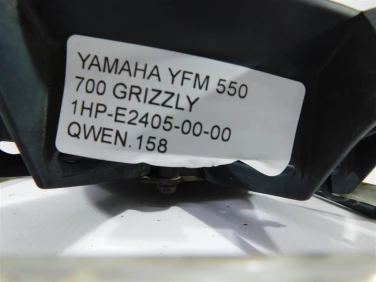 YAMAHA YFM 550
700 GRIZZLY
1HP-E2405-00-00
QWEN.158